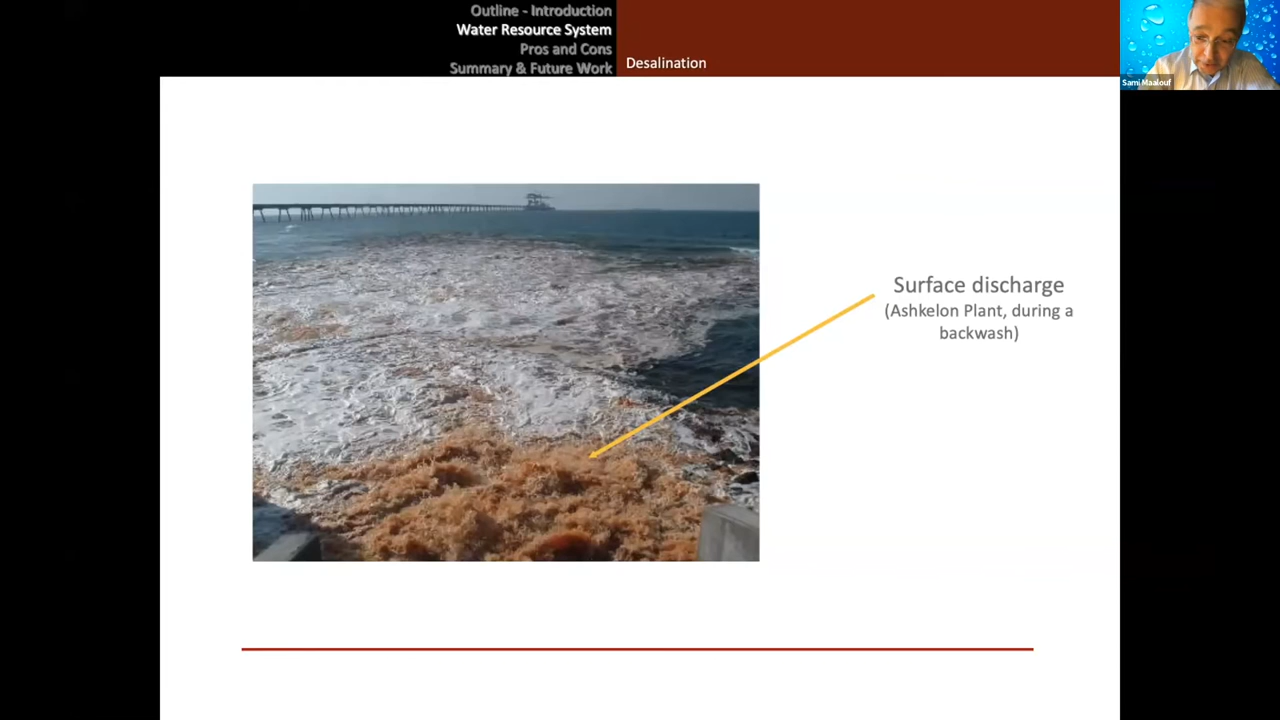 Outline - Introduction
Water Resource System
Pros and Cons
Summary & Future Work
Desalination
Sami Maalouf
Surface discharge
(Ashkelon Plant, during a
backwash)